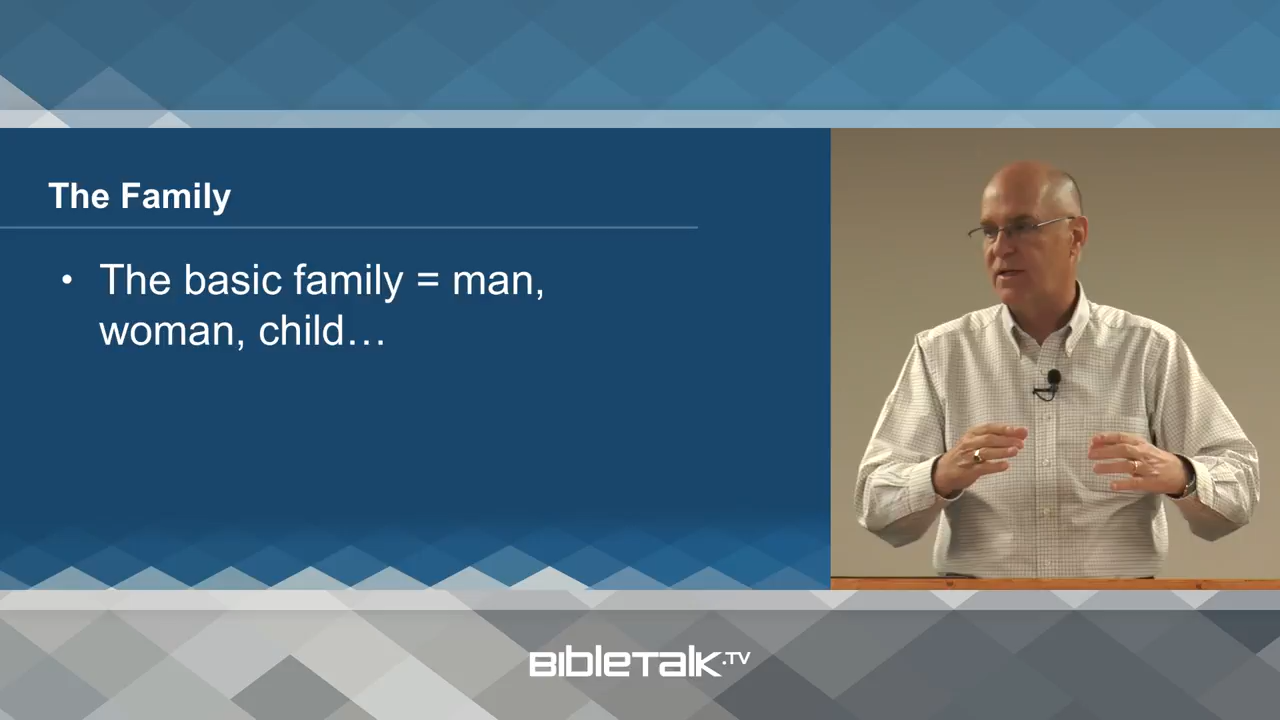 The Family
• The basic family = man,
woman, child…
BIBLETALK.TV